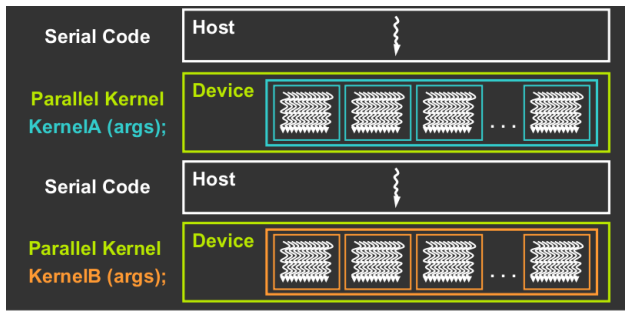 Serial Code
Host
Parallel Kernel
KernelA (args);
Device
...
Serial Code
Host
Parallel Kernel
KernelB (args);
Device
...